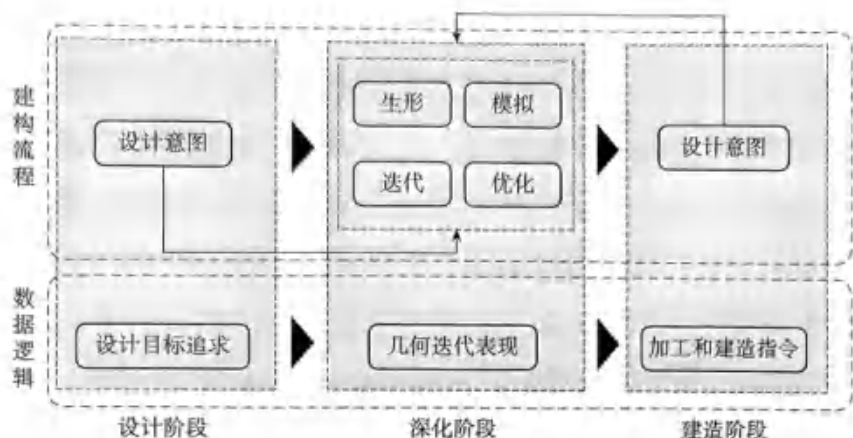 建构流程
设计意图
生形
模拟
迭代
优化
设计意图
数据逻辑
设计目标追求
几何迭代表现
加工和建造指令
设计阶段
深化阶段
建造阶段